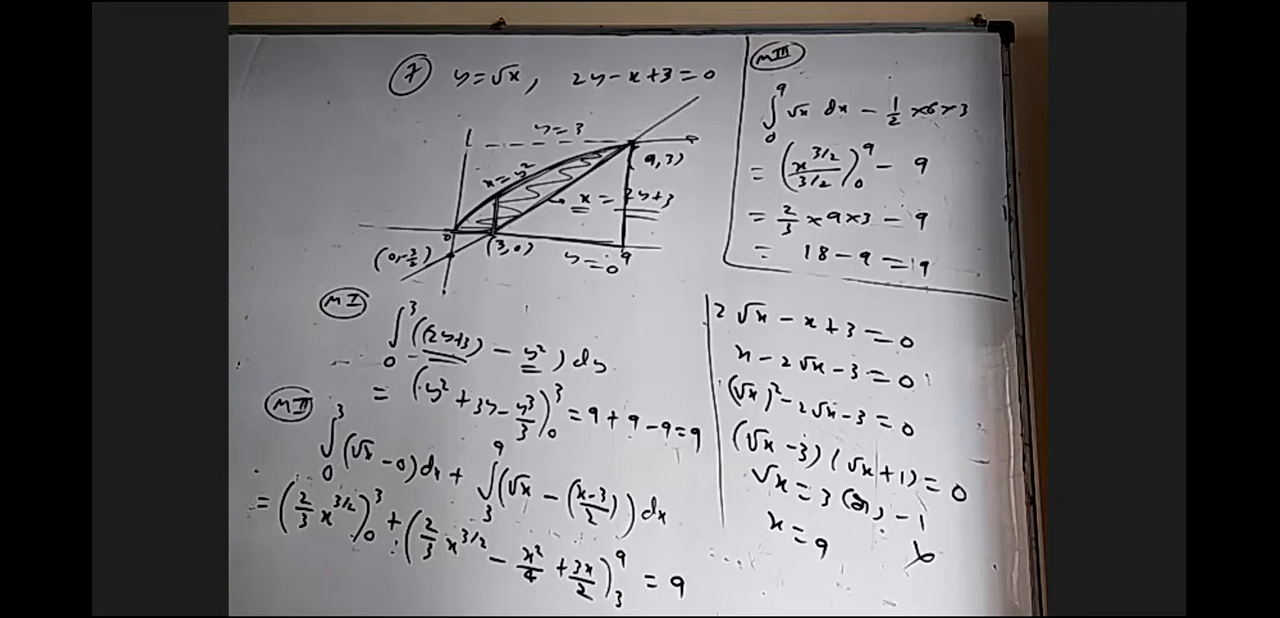 ⑦ y = √x, 2y − x + 3 = 0
y = 3
(9, 3)
x = y²
x = 2y + 3
0
(3, 0)
9
y = 0
(0, −3/2)
M I
∫₀³ ((2y+3) − y²) dy
= (y² + 3y − y³/3)₀³ = 9 + 9 − 9 = 9
M II
∫₀³ (√x − 0) dx + ∫₃⁹ (√x − (x−3/2)) dx
= (2/3 x^3/2)₀³ + (2/3 x^3/2 − x²/4 + 3x/2)₃⁹ = 9
M III
∫₀⁹ √x dx − 1/2 × 6 × 3
= (x^3/2 / 3/2)₀⁹ − 9
= 2/3 × 9 × 3 − 9
= 18 − 9 = 19
2√x − x + 3 = 0
x − 2√x − 3 = 0
(√x)² − 2√x − 3 = 0
(√x − 3)(√x + 1) = 0
√x = 3 (or) − 1
x = 9